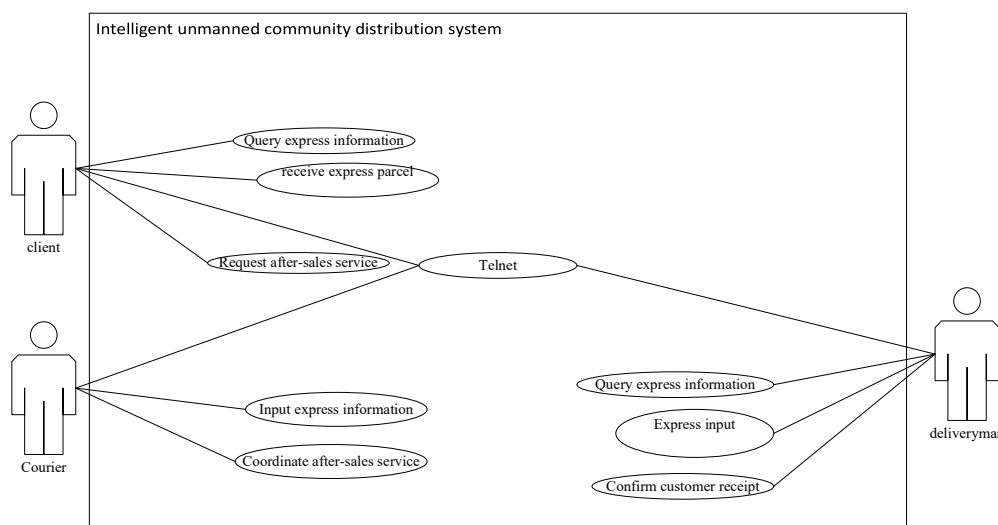 Intelligent unmanned community distribution system
Query express information
receive express parcel
client
Request after-sales service
Telnet
Query express information
Input express information
Express input
deliveryman
Courier
Coordinate after-sales service
Confirm customer receipt